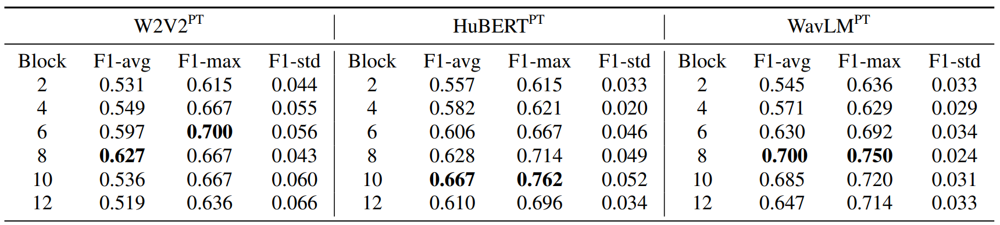 W2V2PT HuBERTPT WavLMPT
Block F1-avg F1-max F1-std Block F1-avg F1-max F1-std Block F1-avg F1-max F1-std
2 0.531 0.615 0.044 2 0.557 0.615 0.033 2 0.545 0.636 0.033
4 0.549 0.667 0.055 4 0.582 0.621 0.020 4 0.571 0.629 0.029
6 0.597 0.700 0.056 6 0.606 0.667 0.046 6 0.630 0.692 0.034
8 0.627 0.667 0.043 8 0.628 0.714 0.049 8 0.700 0.750 0.024
10 0.536 0.667 0.060 10 0.667 0.762 0.052 10 0.685 0.720 0.031
12 0.519 0.636 0.066 12 0.610 0.696 0.034 12 0.647 0.714 0.033